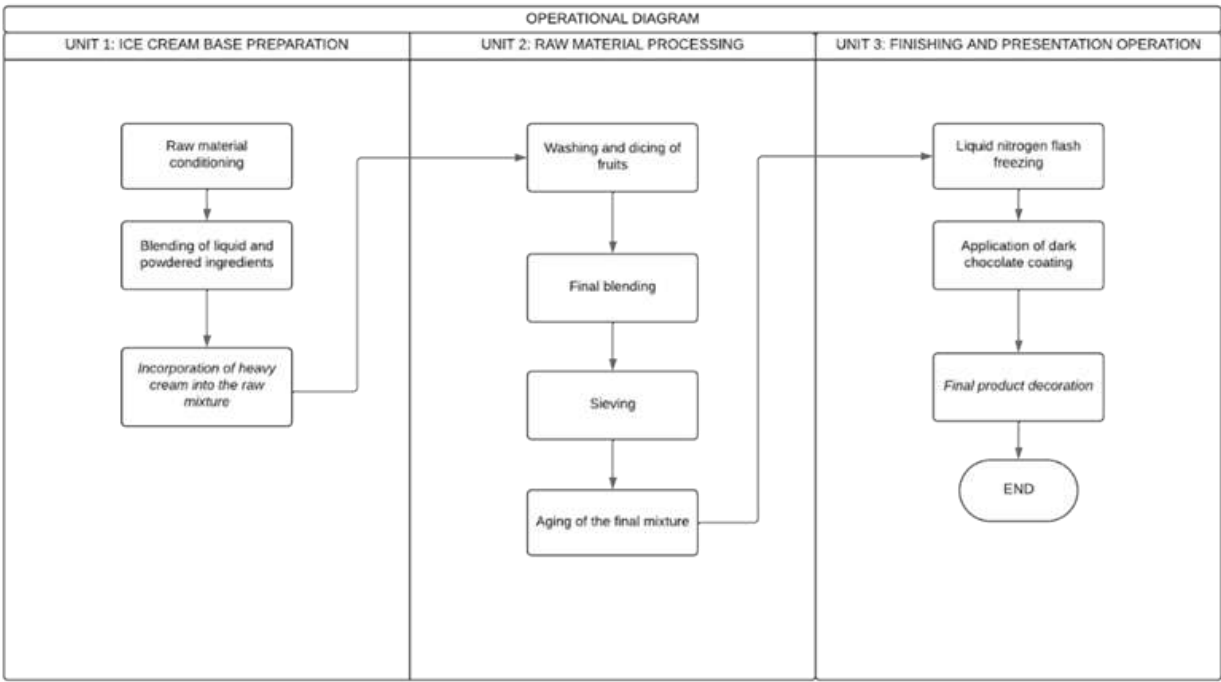 OPERATIONAL DIAGRAM
UNIT 1: ICE CREAM BASE PREPARATION
UNIT 2: RAW MATERIAL PROCESSING
UNIT 3: FINISHING AND PRESENTATION OPERATION
Raw material
conditioning
Blending of liquid and
powdered ingredients
Incorporation of heavy
cream into the raw
mixture
Washing and dicing of
fruits
Final blending
Sieving
Aging of the final mixture
Liquid nitrogen flash
freezing
Application of dark
chocolate coating
Final product decoration
END